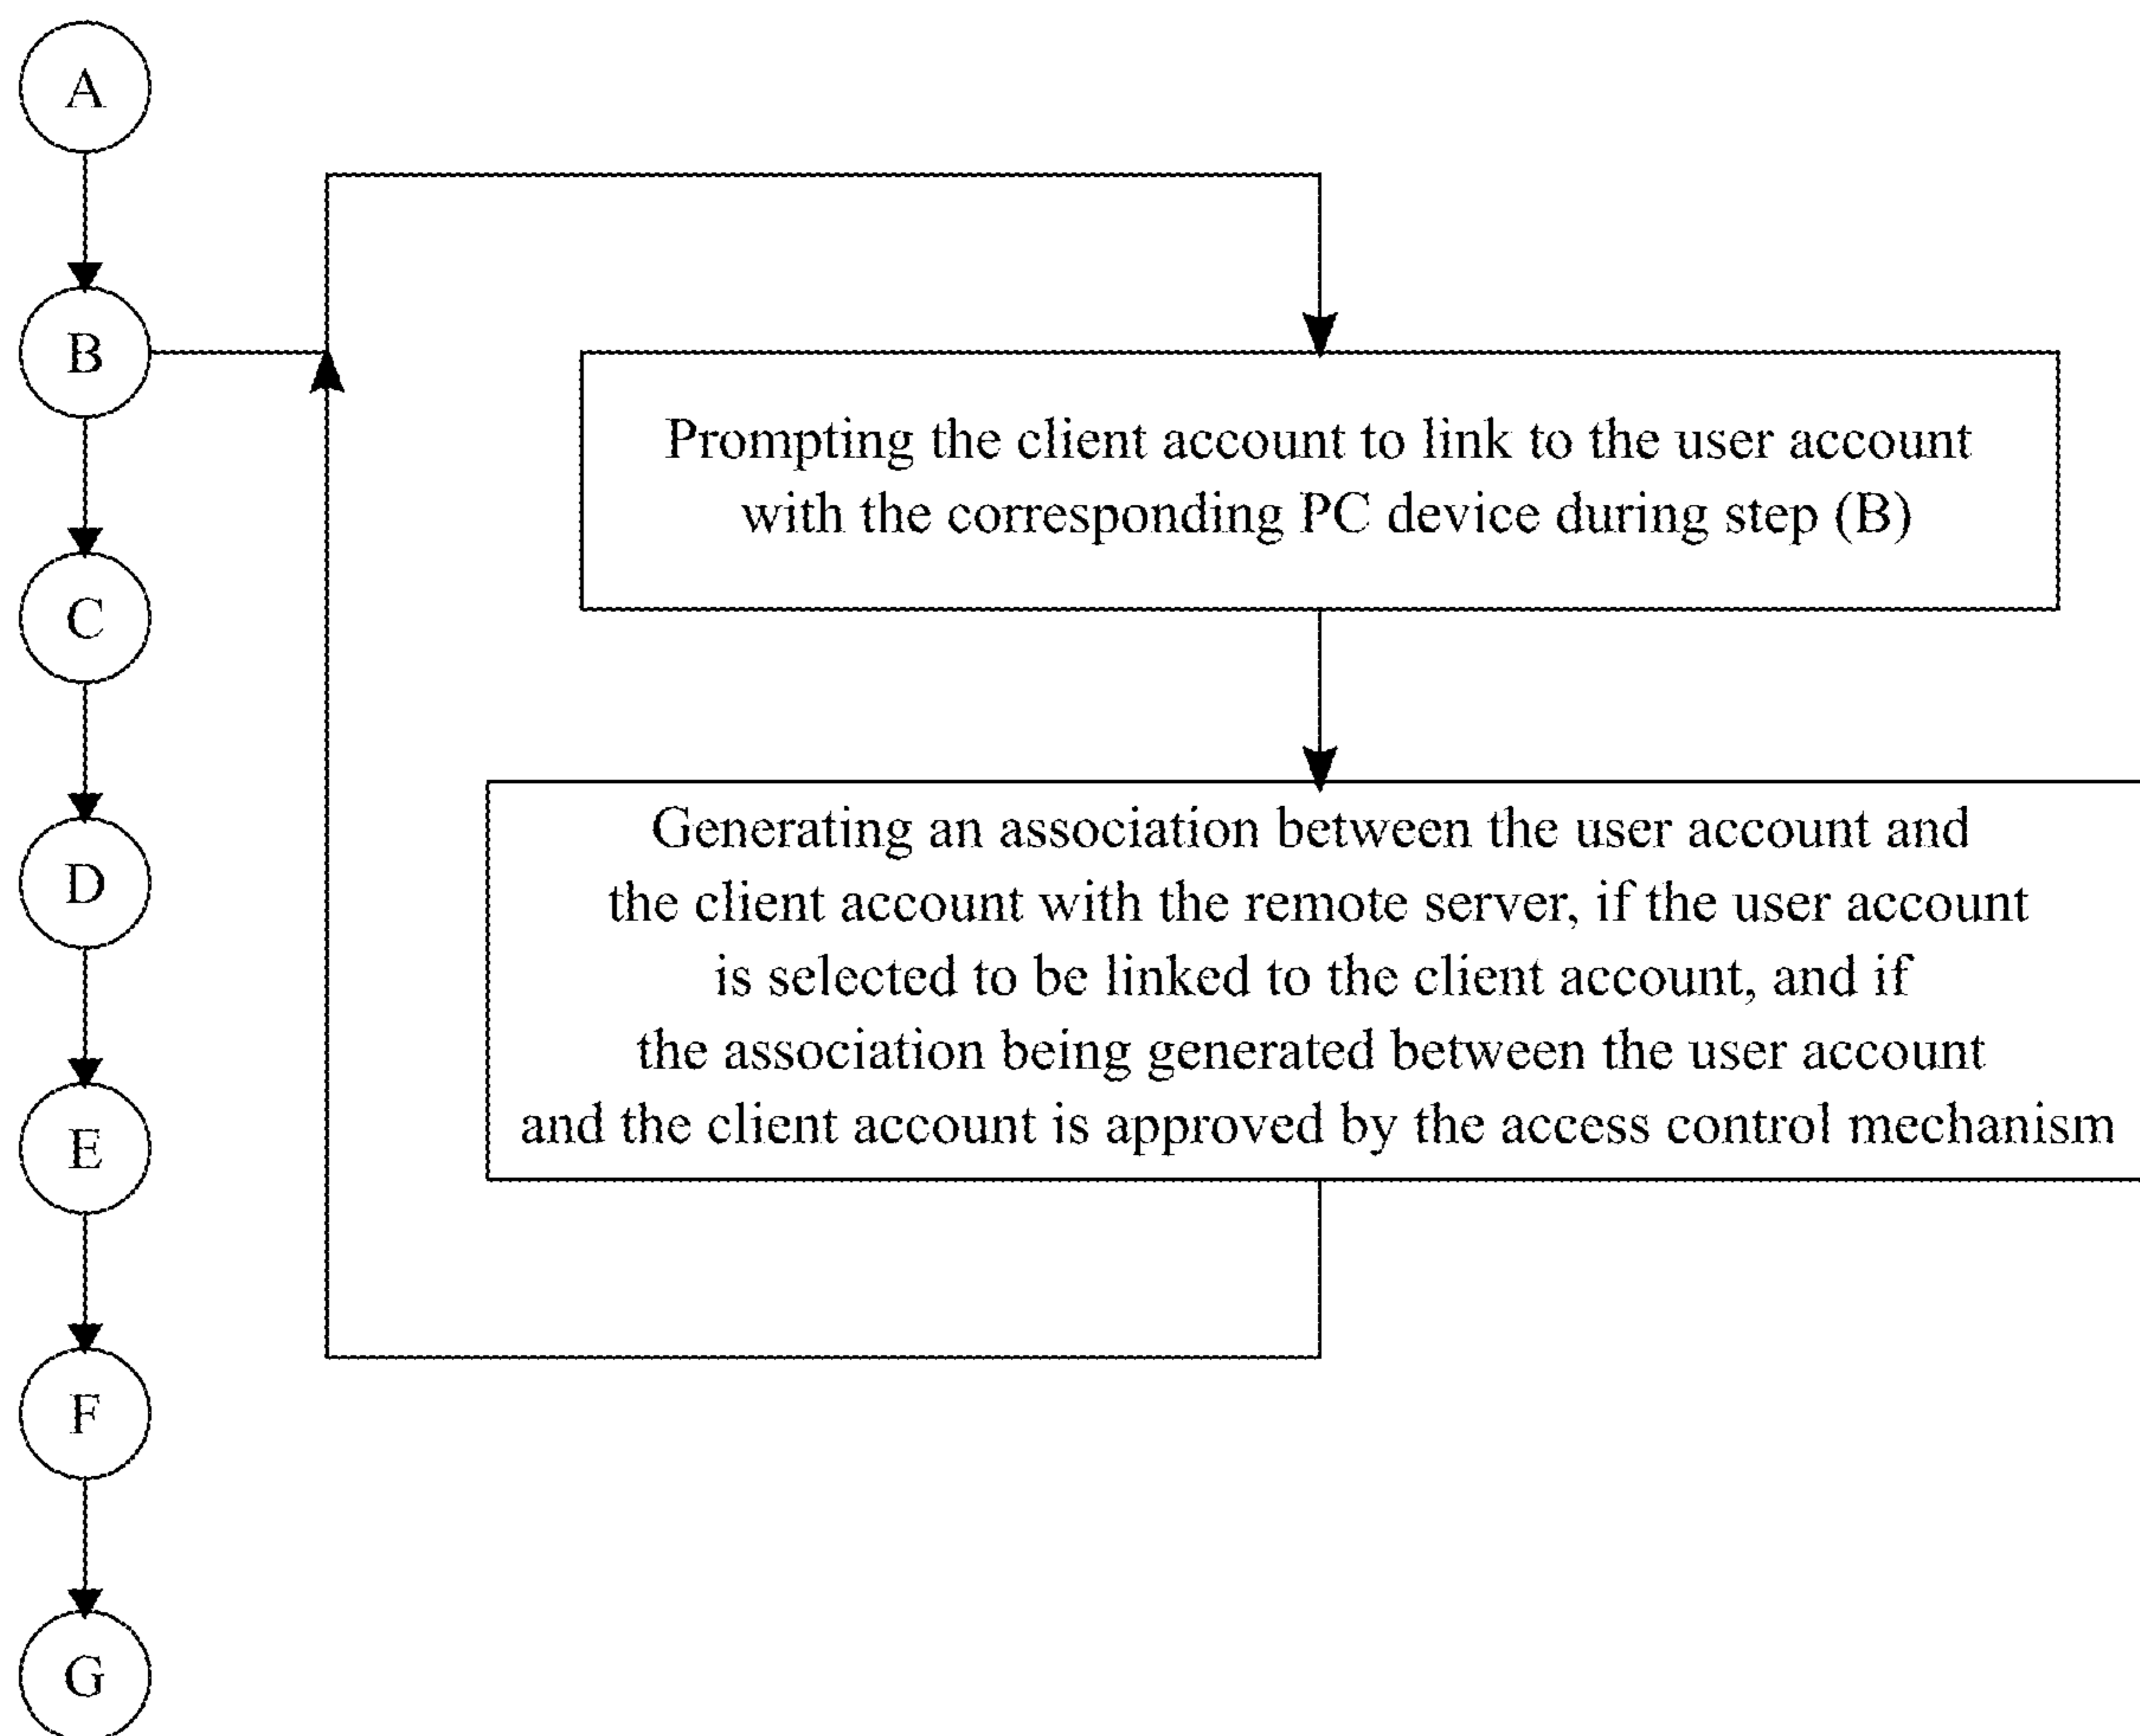 A
B
Prompting the client account to link to the user account
with the corresponding PC device during step (B)
C
Generating an association between the user account and
the client account with the remote server, if the user account
is selected to be linked to the client account, and if
the association being generated between the user account
and the client account is approved by the access control mechanism
D
E
F
G